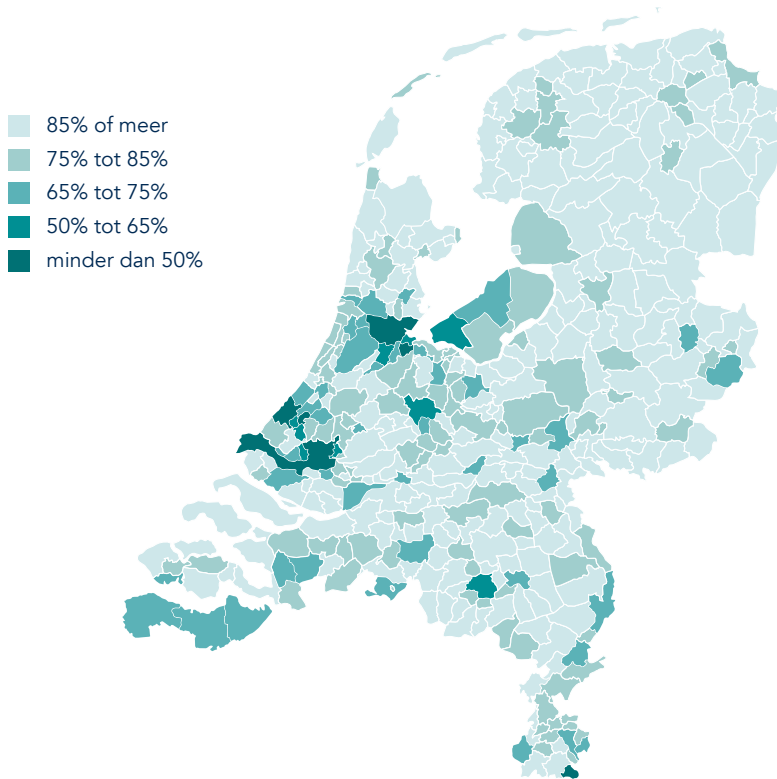 85% of meer
75% tot 85%
65% tot 75%
50% tot 65%
minder dan 50%